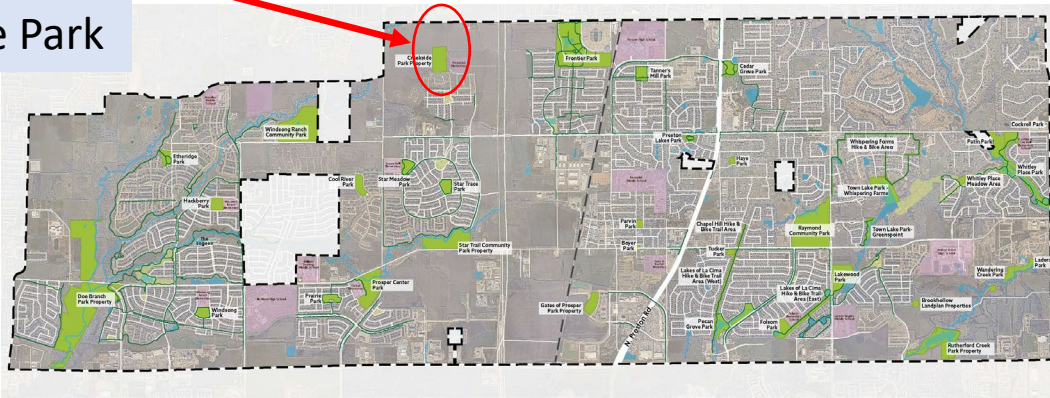 e Park
Creekside
Park Property
Frontier Park
Tanner's
Mill Park
Cedar
Grove Park
Windsong Ranch
Community Park
Etheridge
Park
Preston
Lakes Park
Haye
Park
Whispering Farms
Hike & Bike Area
Cockrell Park
Patin Park
Whitley
Place Park
Whitley Place
Meadow Area
Cool River
Park
Star Meadow
Park
Star Trace
Park
Hackberry
Park
The
Lagoon
Town Lake Park -
Whispering Farms
Parvin
Park
Boyer
Park
Chapel Hill Hike &
Bike Trail Area
Raymond
Community Park
Town Lake Park-
Greenspoint
Star Trail Community
Park Property
Tucker
Park
Lakes of La Cima
Hike & Bike Trail
Area (West)
Lakewood
Park
Wandering
Creek Park
Ladera
Park
Doe Branch
Park Property
Prairie
Park
Prosper Center
Park
Windsong
Park
Gates of Prosper
Park Property
N Preston Rd
Lakes of La Cima
Hike & Bike Trail
Area (East)
Pecan
Grove Park
Folsom
Park
Brookhollow
Landplan Properties
Rutherford Creek
Park Property